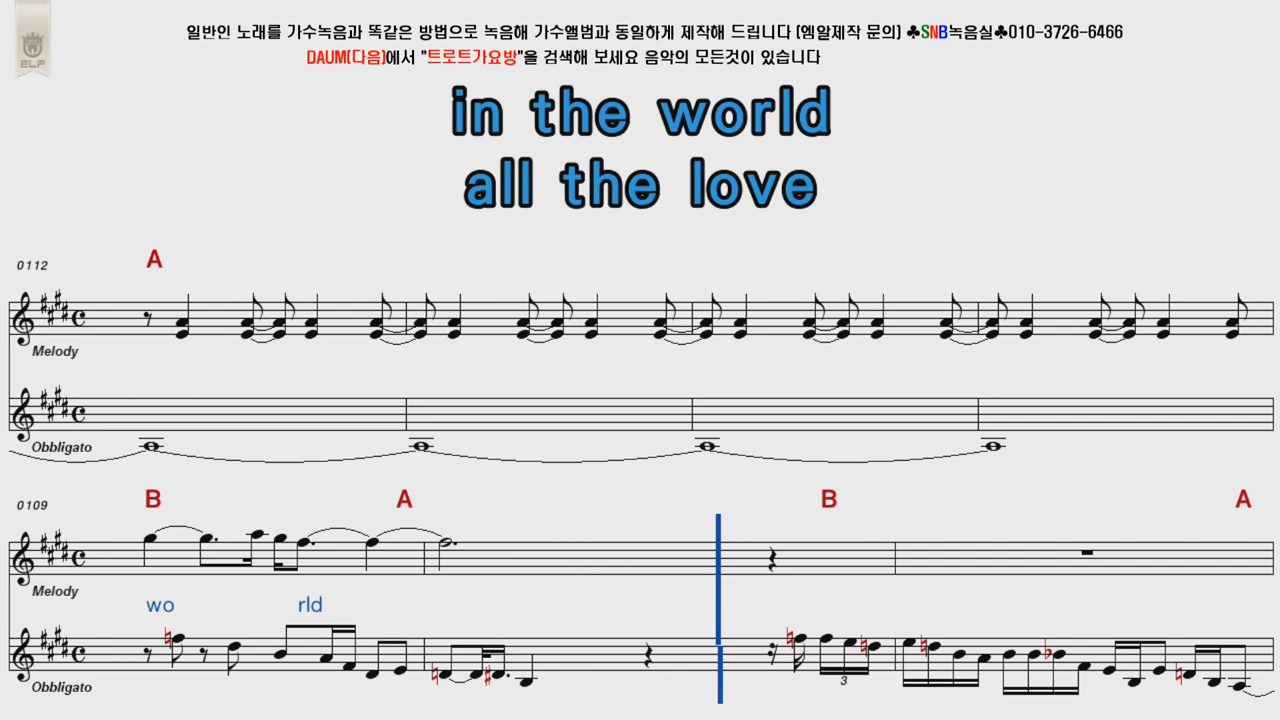 일반인 노래를 가수녹음과 똑같은 방법으로 녹음해 가수앨범과 동일하게 제작해 드립니다 (엠알제작 문의) ♣SNB녹음실♣010-3726-6466
DAUM(다음)에서 "트로트가요방"을 검색해 보세요 음악의 모든것이 있습니다
ELF
in the world
all the love
0112
A
Melody
Obbligato
0109
B A B A
Melody
wo rld
Obbligato
3